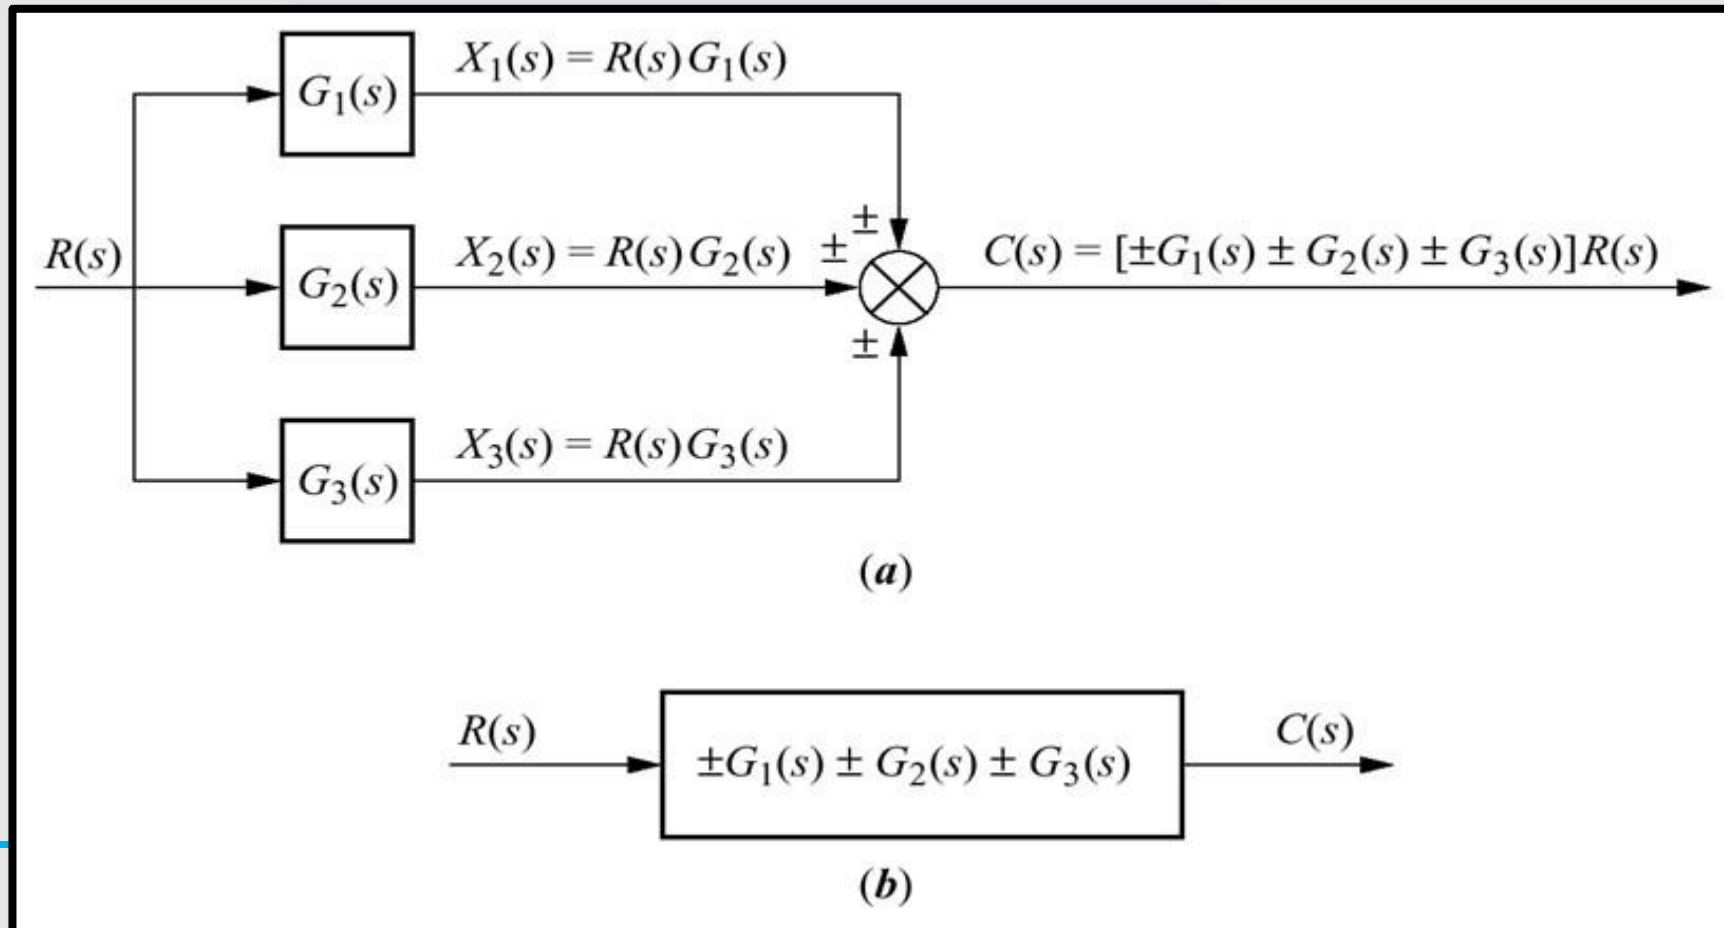 X₁(s) = R(s)G₁(s)
G₁(s)
±
R(s)
X₂(s) = R(s)G₂(s)
±
C(s) = [±G₁(s) ± G₂(s) ± G₃(s)]R(s)
G₂(s)
±
X₃(s) = R(s)G₃(s)
G₃(s)
(a)
R(s)
±G₁(s) ± G₂(s) ± G₃(s)
C(s)
(b)